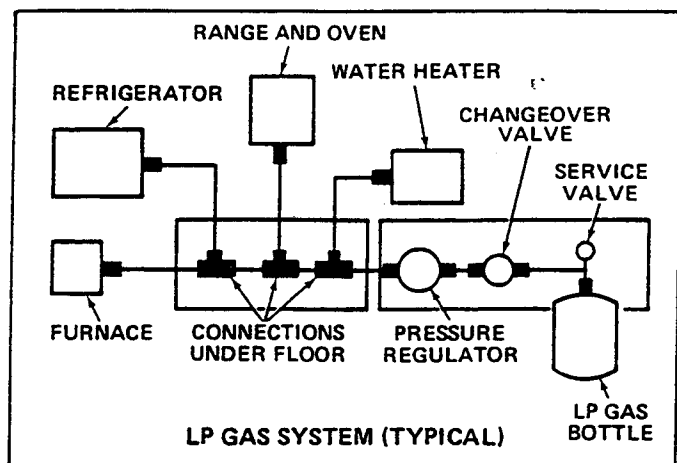 RANGE AND OVEN
WATER HEATER
REFRIGERATOR
CHANGEOVER
VALVE
SERVICE
VALVE
FURNACE
CONNECTIONS
UNDER FLOOR
PRESSURE
REGULATOR
LP GAS
BOTTLE
LP GAS SYSTEM (TYPICAL)